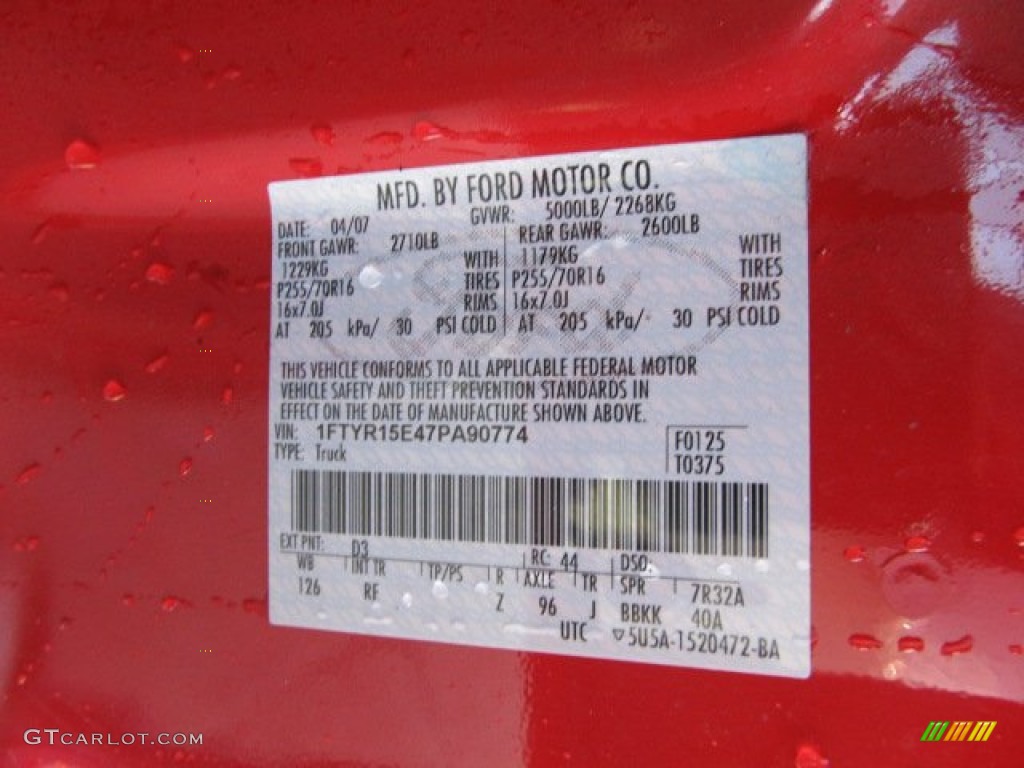 MFD. BY FORD MOTOR CO.
DATE: 04/07 GVWR: 5000LB/ 2268KG
FRONT GAWR: 2710LB REAR GAWR: 2600LB
1229KG WITH 1179KG WITH
P255/70R16 TIRES P255/70R16 TIRES
16x7.0J RIMS 16x7.0J RIMS
AT 205 kPa/ 30 PSI COLD AT 205 kPa/ 30 PSI COLD
THIS VEHICLE CONFORMS TO ALL APPLICABLE FEDERAL MOTOR
VEHICLE SAFETY AND THEFT PREVENTION STANDARDS IN
EFFECT ON THE DATE OF MANUFACTURE SHOWN ABOVE.
VIN: 1FTYR15E47PA90774 F0125
TYPE: Truck T0375
EXT PNT: D3 RC: 44 DSO:
WB INT TR TP/PS R AXLE TR SPR 7R32A
126 RF Z 96 J BBKK 40A
UTC ▽5U5A-1520472-BA
GTCARLOT.COM